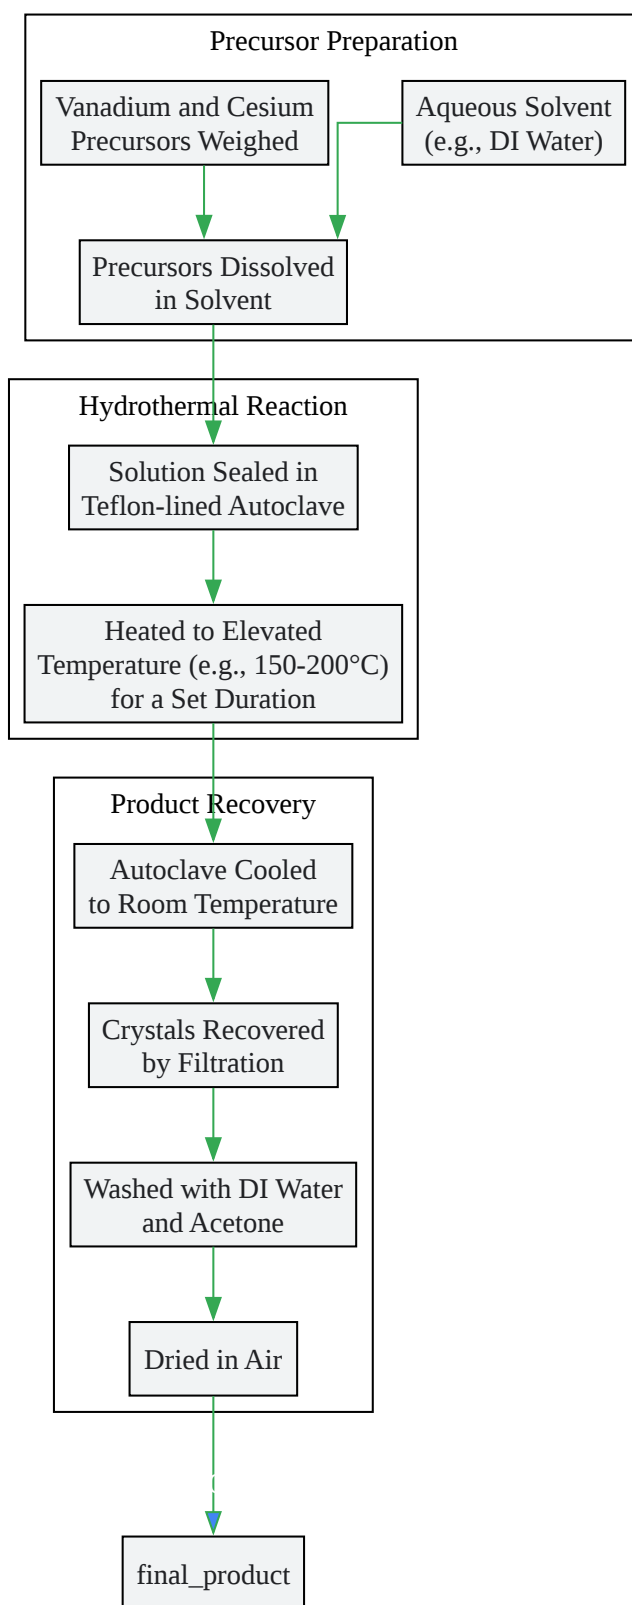 Precursor Preparation
Vanadium and Cesium
Precursors Weighed
Aqueous Solvent
(e.g., DI Water)
Precursors Dissolved
in Solvent
Hydrothermal Reaction
Solution Sealed in
Teflon-lined Autoclave
Heated to Elevated
Temperature (e.g., 150-200°C)
for a Set Duration
Product Recovery
Autoclave Cooled
to Room Temperature
Crystals Recovered
by Filtration
Washed with DI Water
and Acetone
Dried in Air
final_product